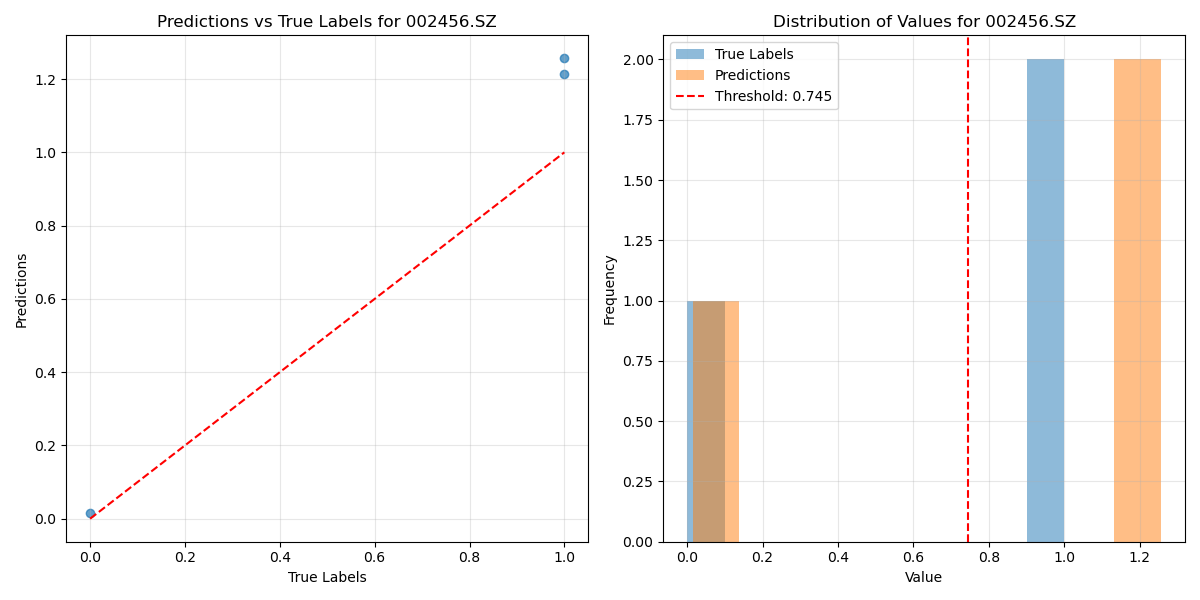 Predictions vs True Labels for 002456.SZ
Predictions
1.2
1.0
0.8
0.6
0.4
0.2
0.0
0.0 0.2 0.4 0.6 0.8 1.0
True Labels
Distribution of Values for 002456.SZ
True Labels
Predictions
Threshold: 0.745
Frequency
2.00
1.75
1.50
1.25
1.00
0.75
0.50
0.25
0.00
0.0 0.2 0.4 0.6 0.8 1.0 1.2
Value